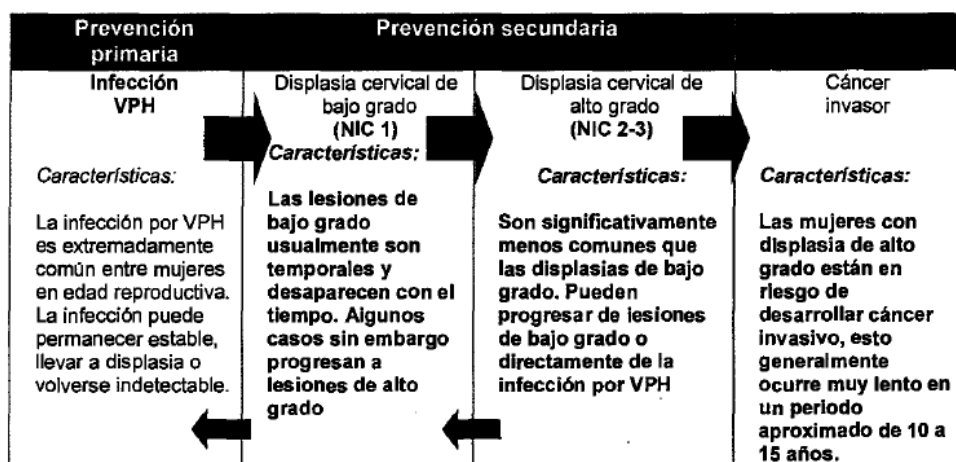 Prevención
primaria
Prevención secundaria
Infección
VPH
Características:
La infección por VPH
es extremadamente
común entre mujeres
en edad reproductiva.
La infección puede
permanecer estable,
llevar a displasia o
volverse indetectable.
Displasia cervical de
bajo grado
(NIC 1)
Características:
Las lesiones de
bajo grado
usualmente son
temporales y
desaparecen con el
tiempo. Algunos
casos sin embargo
progresan a
lesiones de alto
grado
Displasia cervical de
alto grado
(NIC 2-3)
Características:
Son significativamente
menos comunes que
las displasias de bajo
grado. Pueden
progresar de lesiones
de bajo grado o
directamente de la
infección por VPH
Cáncer
invasor
Características:
Las mujeres con
displasia de alto
grado están en
riesgo de
desarrollar cáncer
invasivo, esto
generalmente
ocurre muy lento en
un periodo
aproximado de 10 a
15 años.